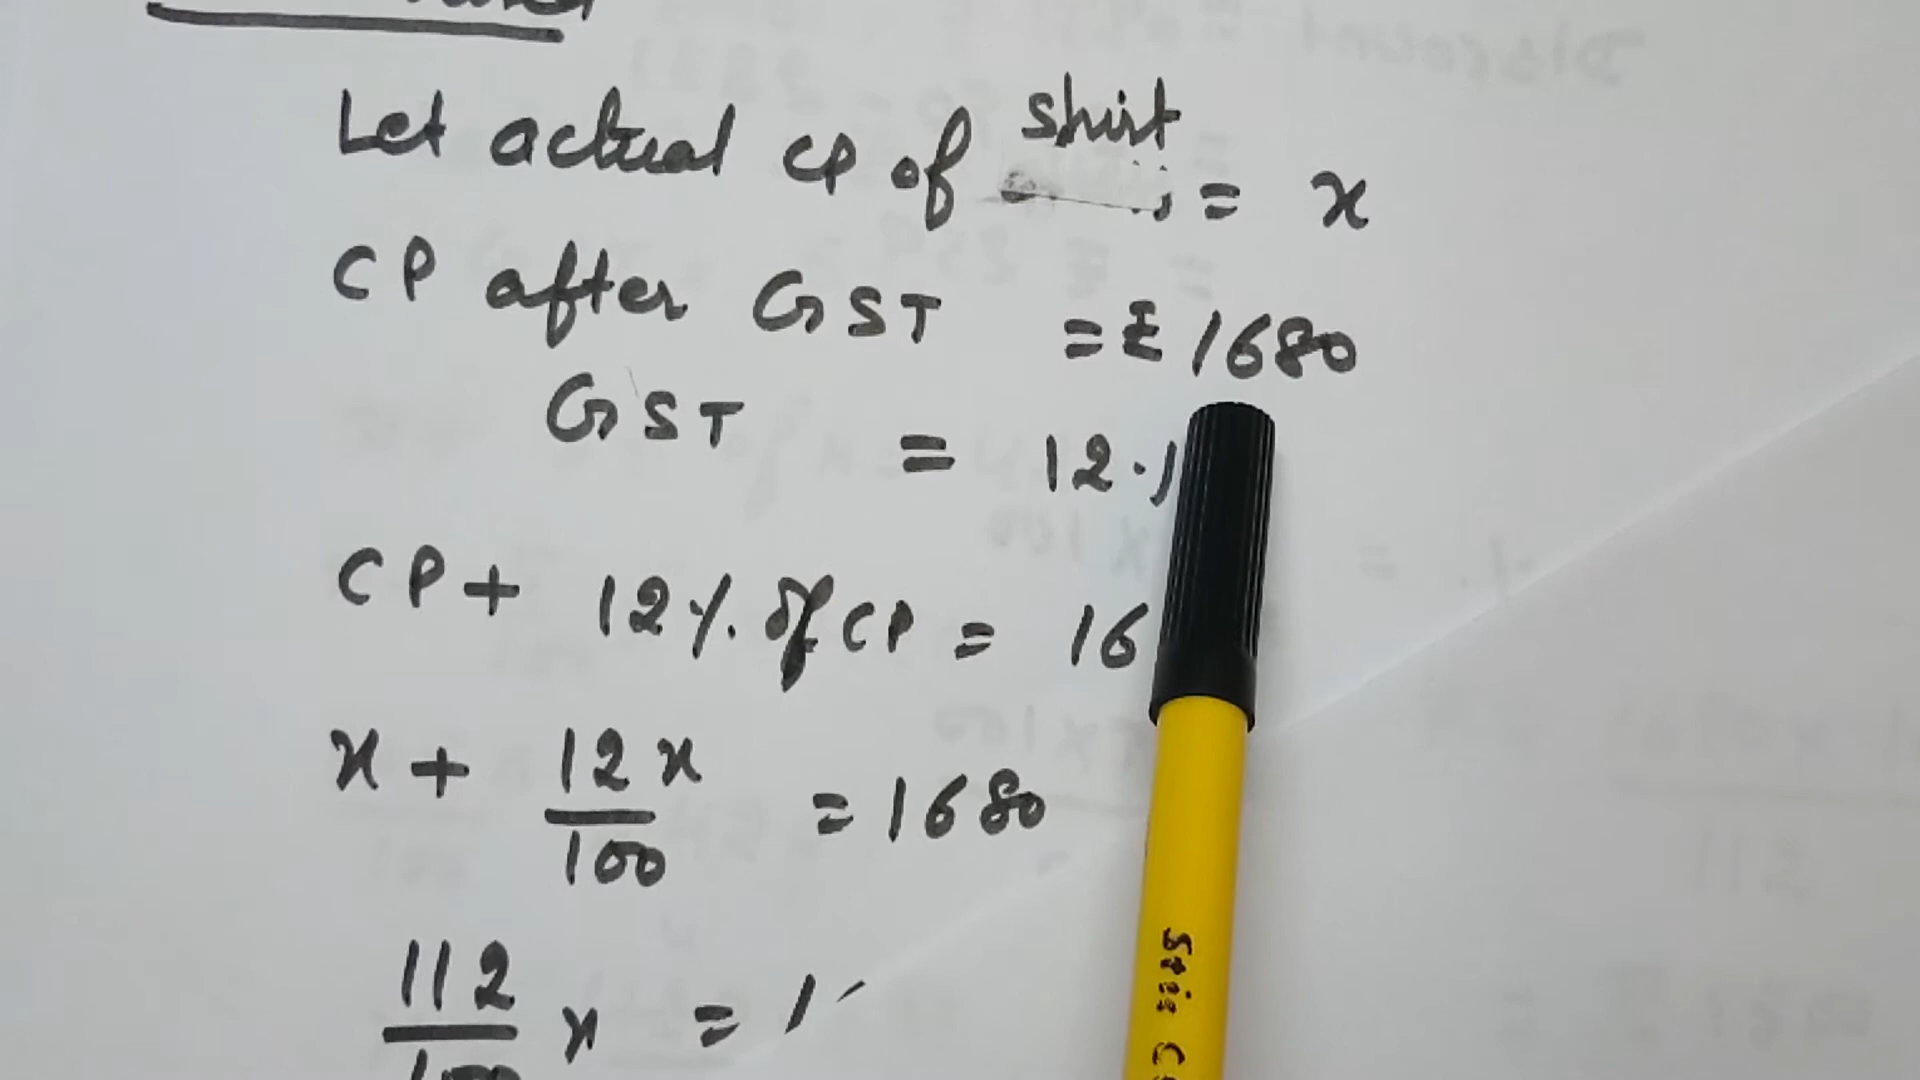 Let actual CP of shirt = x
CP after GST = ₹ 1680
GST = 12
CP + 12% of CP = 16
x + 12x/100 = 1680
112/100 x = 1